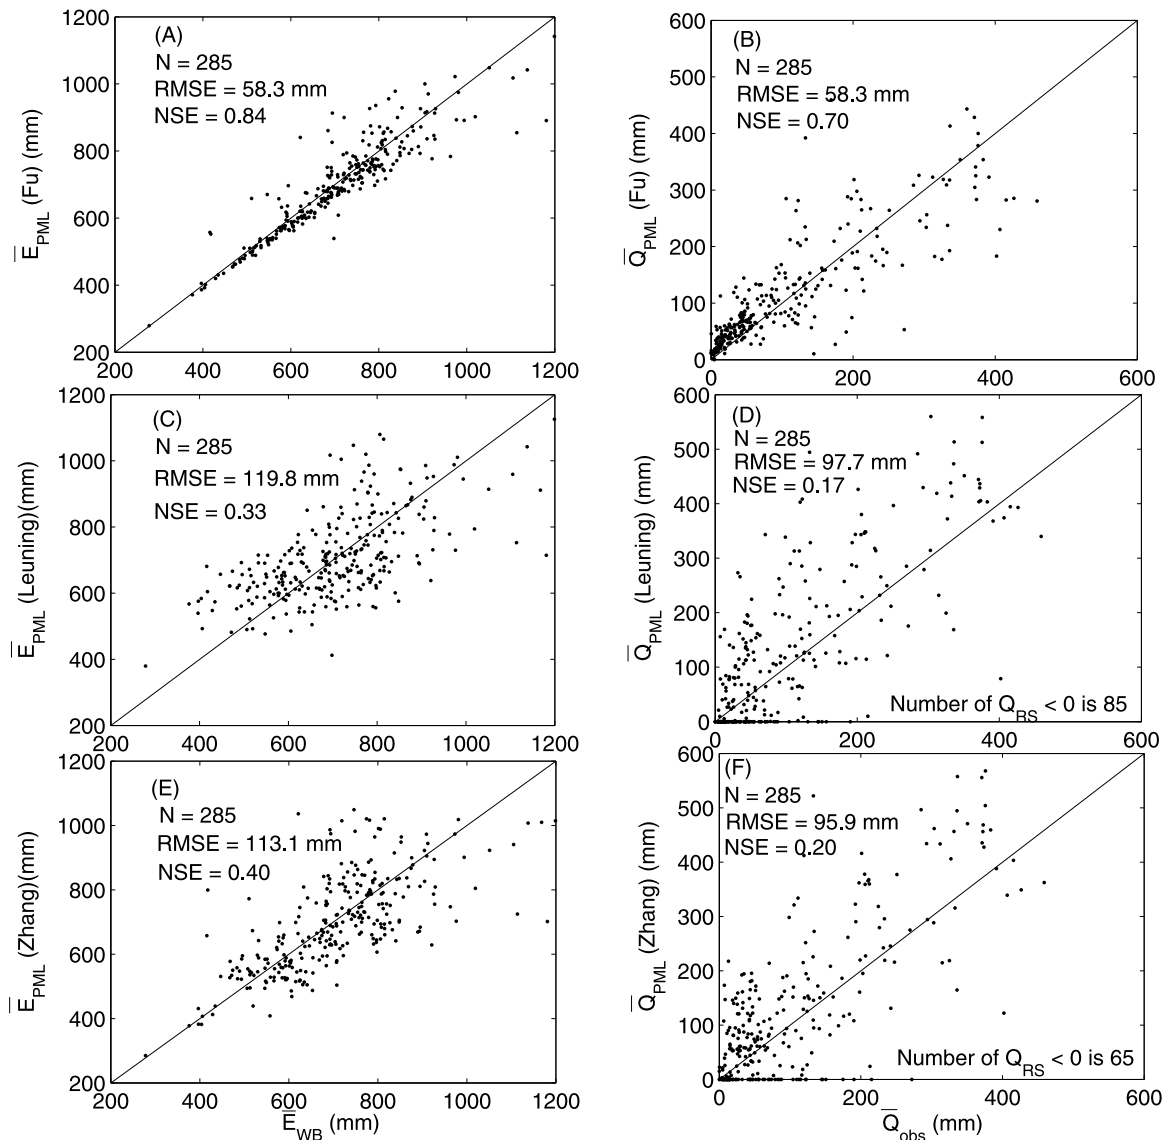 (A)
N = 285
RMSE = 58.3 mm
NSE = 0.84
1200
1000
800
600
400
200
200 400 600 800 1000 1200
E̅PML (Fu) (mm)
(B)
N = 285
RMSE = 58.3 mm
NSE = 0.70
600
500
400
300
200
100
0
0 200 400 600
Q̅PML (Fu) (mm)
(C)
N = 285
RMSE = 119.8 mm
NSE = 0.33
1200
1000
800
600
400
200
200 400 600 800 1000 1200
E̅PML (Leuning)(mm)
(D)
N = 285
RMSE = 97.7 mm
NSE = 0.17
600
500
400
300
200
100
0
0 200 400 600
Q̅PML (Leuning) (mm)
Number of QRS < 0 is 85
(E)
N = 285
RMSE = 113.1 mm
NSE = 0.40
1200
1000
800
600
400
200
200 400 600 800 1000 1200
E̅PML (Zhang)(mm)
E̅WB (mm)
(F)
N = 285
RMSE = 95.9 mm
NSE = 0.20
600
500
400
300
200
100
0
0 200 400 600
Q̅PML (Zhang) (mm)
Number of QRS < 0 is 65
Q̅obs (mm)